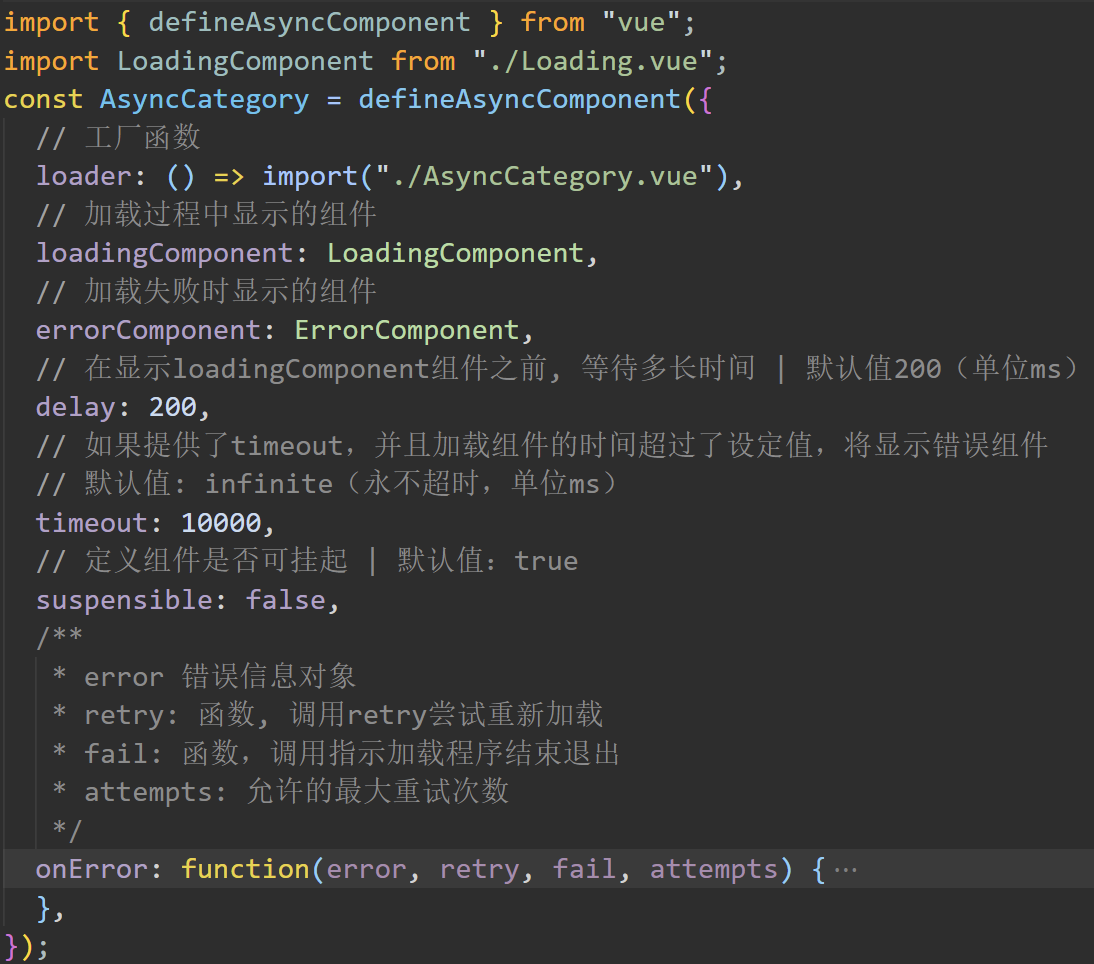 import { defineAsyncComponent } from "vue";
import LoadingComponent from "./Loading.vue";
const AsyncCategory = defineAsyncComponent({
  // 工厂函数
  loader: () => import("./AsyncCategory.vue"),
  // 加载过程中显示的组件
  loadingComponent: LoadingComponent,
  // 加载失败时显示的组件
  errorComponent: ErrorComponent,
  // 在显示loadingComponent组件之前, 等待多长时间 | 默认值200（单位ms）
  delay: 200,
  // 如果提供了timeout，并且加载组件的时间超过了设定值，将显示错误组件
  // 默认值: infinite（永不超时，单位ms）
  timeout: 10000,
  // 定义组件是否可挂起 | 默认值：true
  suspensible: false,
  /**
   * error 错误信息对象
   * retry: 函数, 调用retry尝试重新加载
   * fail: 函数，调用指示加载程序结束退出
   * attempts: 允许的最大重试次数
   */
  onError: function(error, retry, fail, attempts) {…
  },
});